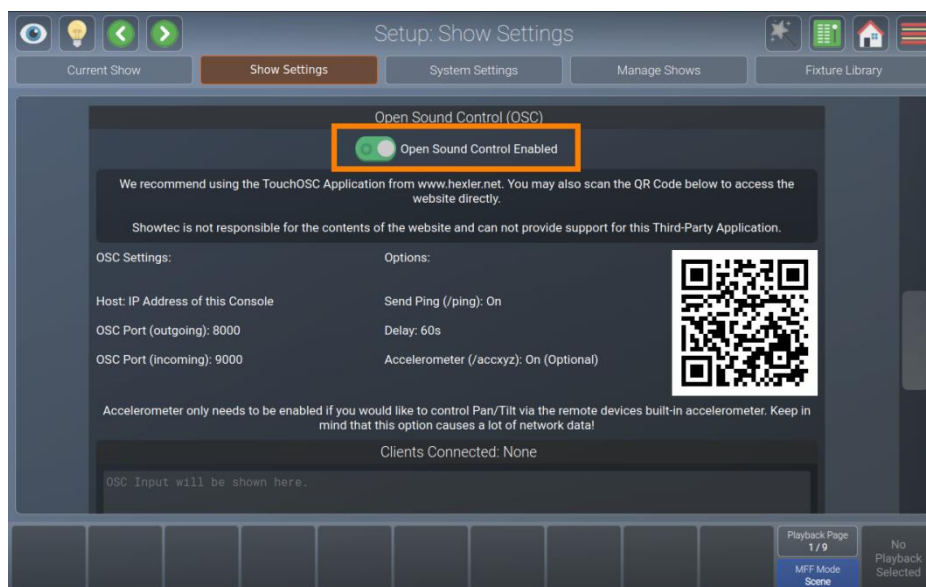 Setup: Show Settings
Current Show
Show Settings
System Settings
Manage Shows
Fixture Library
Open Sound Control (OSC)
Open Sound Control Enabled
We recommend using the TouchOSC Application from www.hexler.net. You may also scan the QR Code below to access the
website directly.
Showtec is not responsible for the contents of the website and can not provide support for this Third-Party Application.
OSC Settings:
Options:
Host: IP Address of this Console
Send Ping (/ping): On
OSC Port (outgoing): 8000
Delay: 60s
OSC Port (incoming): 9000
Accelerometer (/accxyz): On (Optional)
Accelerometer only needs to be enabled if you would like to control Pan/Tilt via the remote devices built-in accelerometer. Keep in
mind that this option causes a lot of network data!
Clients Connected: None
OSC Input will be shown here.
Playback Page
1 / 9
MFF Mode
Scene
No
Playback
Selected